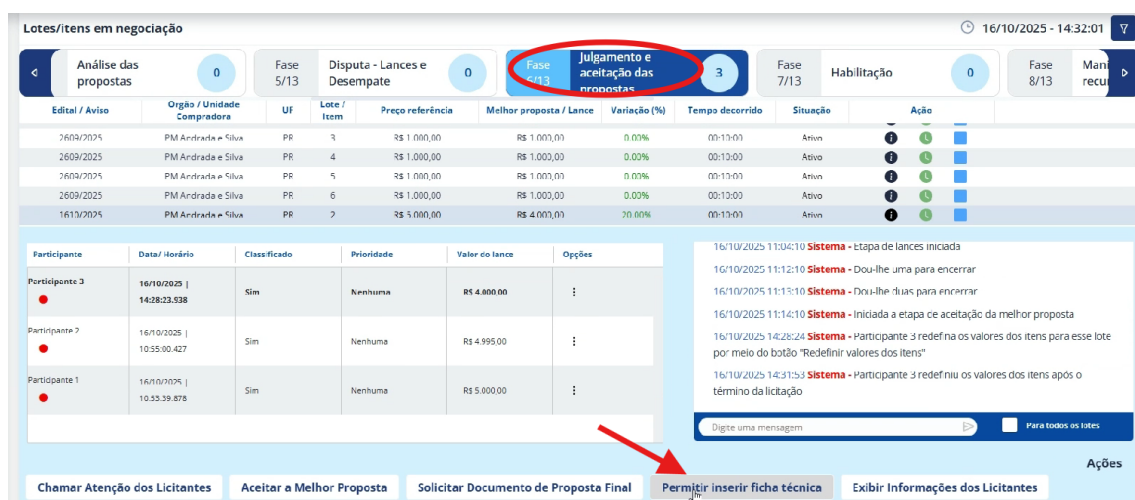 Lotes/itens em negociação
16/10/2025 - 14:32:01
Análise das propostas 0
Fase 5/13 Disputa - Lances e Desempate 0
Fase 6/13 Julgamento e aceitação das propostas 3
Fase 7/13 Habilitação 0
Fase 8/13
Edital / Aviso Orgão / Unidade Compradora UF Lote / Item Preço referência Melhor proposta / Lance Variação (%) Tempo decorrido Situação Ação
2609/2025 PM Andrada e Silva PR 3 R$ 1.000,00 R$ 1.000,00 0.00% 00:10:00 Ativo
2609/2025 PM Andrada e Silva PR 4 R$ 1.000,00 R$ 1.000,00 0.00% 00:10:00 Ativo
2609/2025 PM Andrada e Silva PR 5 R$ 1.000,00 R$ 1.000,00 0.00% 00:10:00 Ativo
2609/2025 PM Andrada e Silva PR 6 R$ 1.000,00 R$ 1.000,00 0.00% 00:10:00 Ativo
1610/2025 PM Andrada e Silva PR 2 R$ 5.000,00 R$ 4.000,00 20.00% 00:10:00 Ativo
Participante Data/ Horário Classificado Prioridade Valor do lance Opções
Participante 3 16/10/2025 | 14:28:23.938 Sim Nenhuma R$ 4.000,00
Participante 2 16/10/2025 | 10:55:00.427 Sim Nenhuma R$ 4.995,00
Participante 1 16/10/2025 | Sim Nenhuma R$ 5.000,00
16/10/2025 11:04:10 Sistema - Etapa de lances iniciada
16/10/2025 11:12:10 Sistema - Dou-lhe uma para encerrar
16/10/2025 11:13:10 Sistema - Dou-lhe duas para encerrar
16/10/2025 11:14:10 Sistema - Iniciada a etapa de aceitação da melhor proposta
16/10/2025 14:28:24 Sistema - Participante 3 redefina os valores dos itens para esse lote
por meio do botão "Redefinir valores dos itens"
16/10/2025 14:31:53 Sistema - Participante 3 redefiniu os valores dos itens após o
término da licitação
Digite uma mensagem
Para todos os lotes
Ações
Chamar Atenção dos Licitantes Aceitar a Melhor Proposta Solicitar Documento de Proposta Final Permitir inserir ficha técnica Exibir Informações dos Licitantes